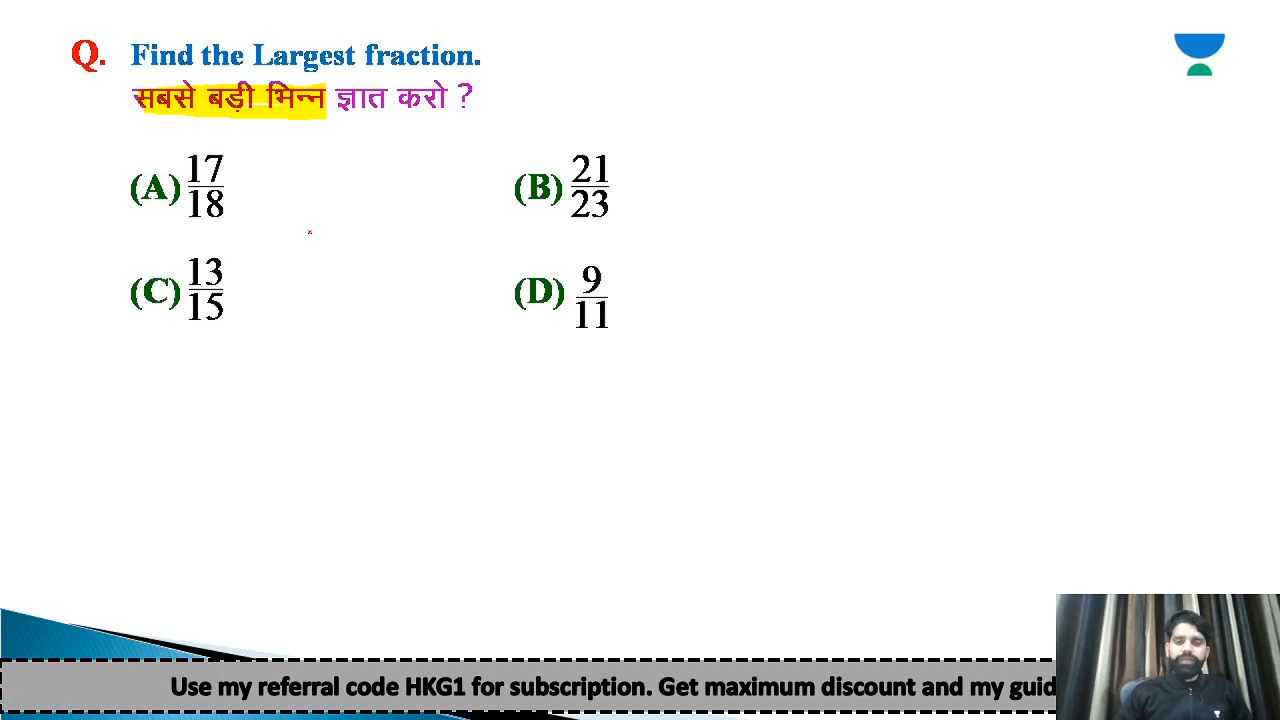 Q. Find the Largest fraction.
सबसे बड़ी भिन्न ज्ञात करो ?
(A) 17/18 (B) 21/23
(C) 13/15 (D) 9/11
Use my referral code HKG1 for subscription. Get maximum discount and my guid